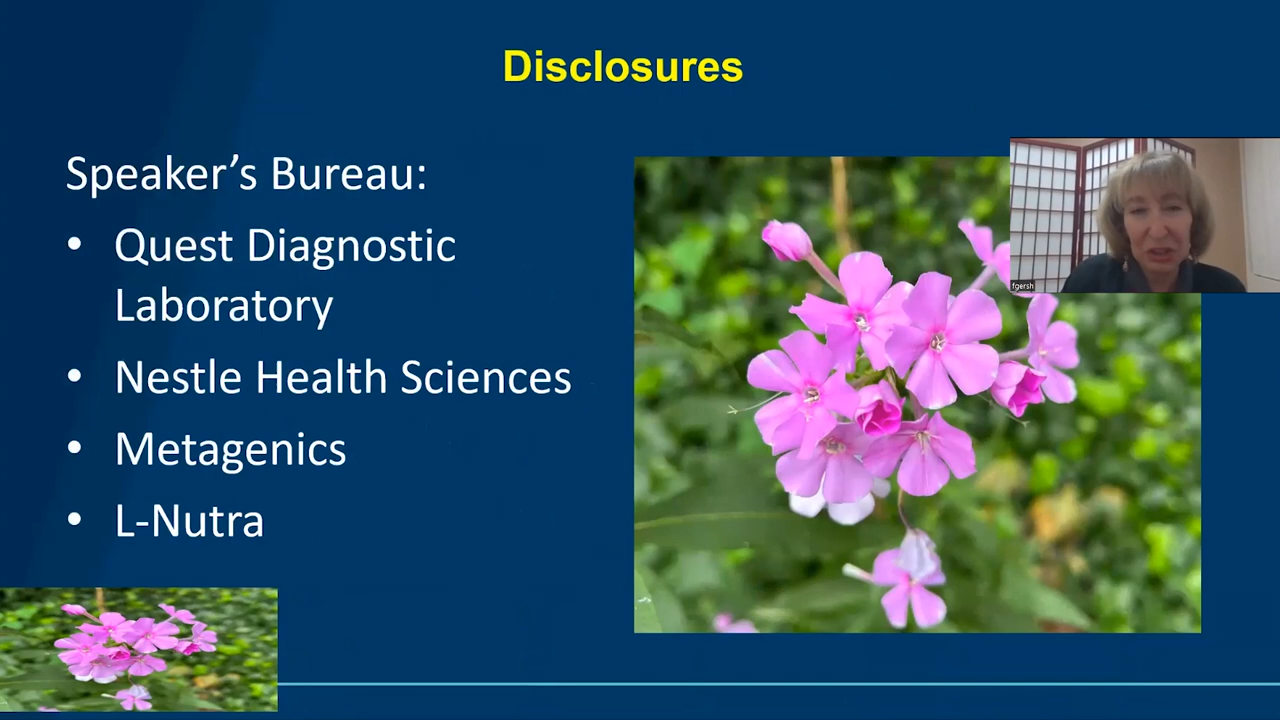 Disclosures
Speaker’s Bureau:
• Quest Diagnostic
Laboratory
• Nestle Health Sciences
• Metagenics
• L-Nutra
fgersh